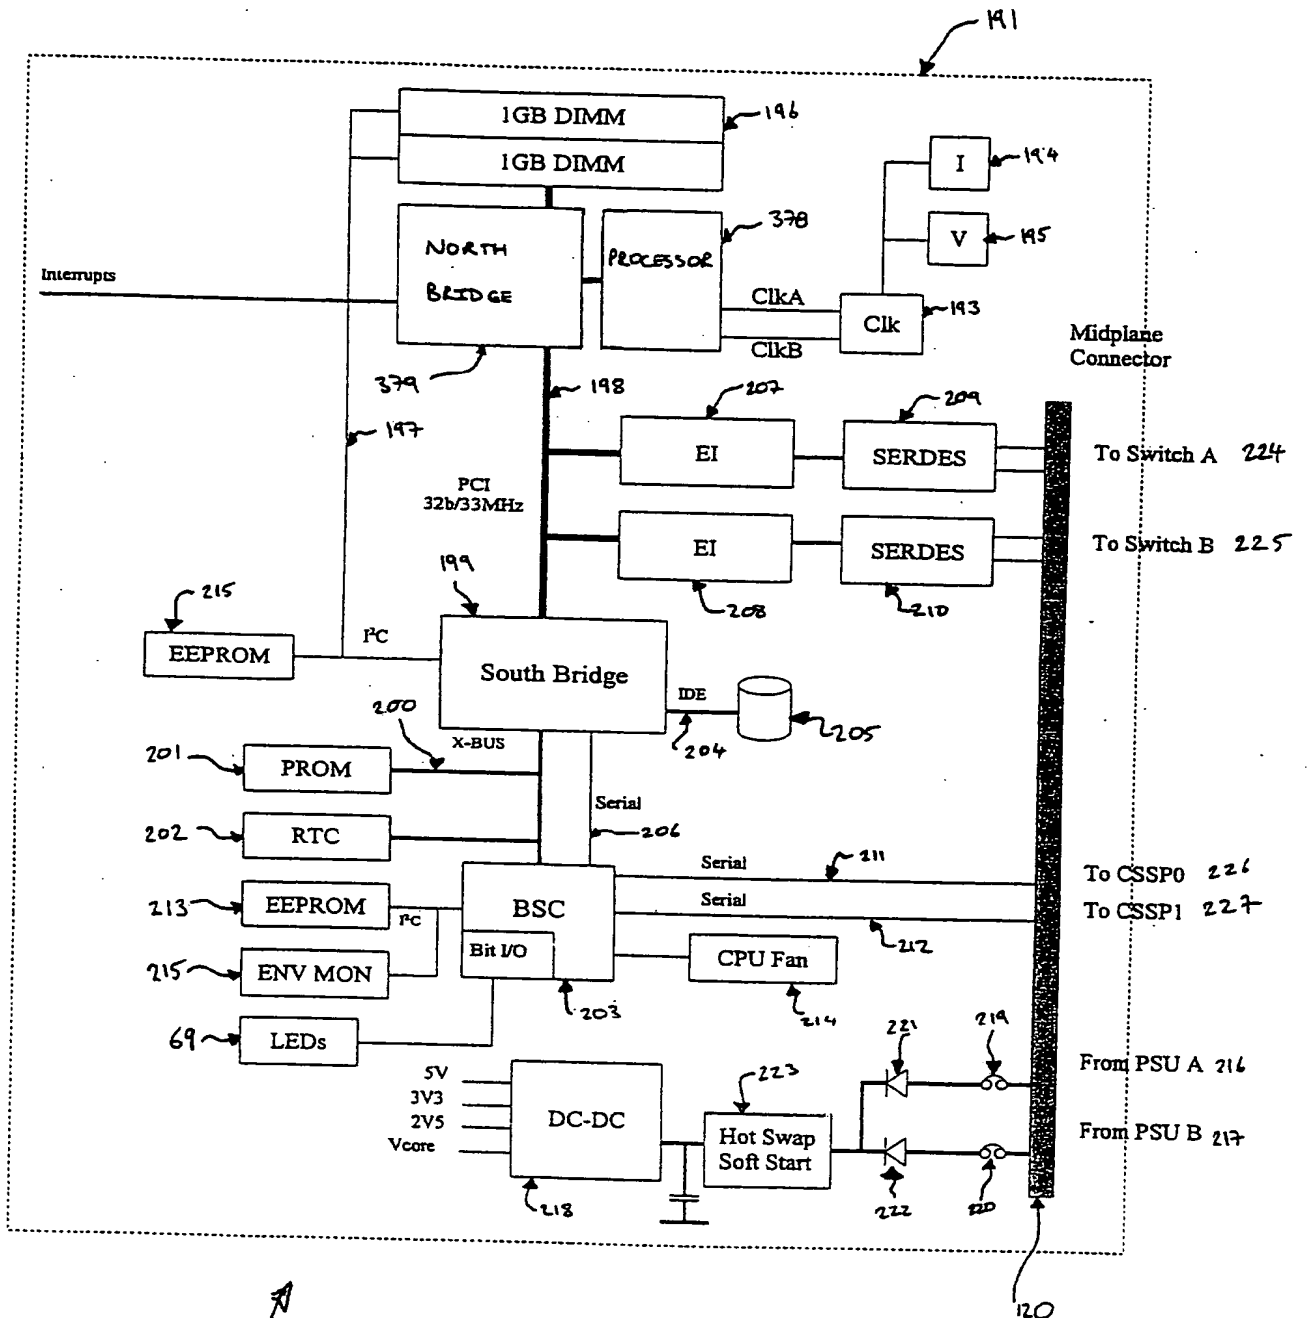 191
1GB DIMM
196
1GB DIMM
I
194
V
195
378
NORTH
BRIDGE
PROCESSOR
Interrupts
ClkA
ClkB
Clk
193
Midplane
Connector
379
198
197
207
209
EI
SERDES
To Switch A 224
PCI
32b/33MHz
EI
SERDES
To Switch B 225
199
208
210
215
EEPROM
I²C
South Bridge
IDE
204
205
200
X-BUS
201
PROM
Serial
206
202
RTC
Serial
211
To CSSP0 226
213
EEPROM
I²C
BSC
Serial
212
To CSSP1 227
Bit I/O
CPU Fan
215
ENV MON
203
214
69
LEDs
221
219
From PSU A 216
5V
3V3
2V5
Vcore
DC-DC
223
Hot Swap
Soft Start
From PSU B 217
218
222
220
120